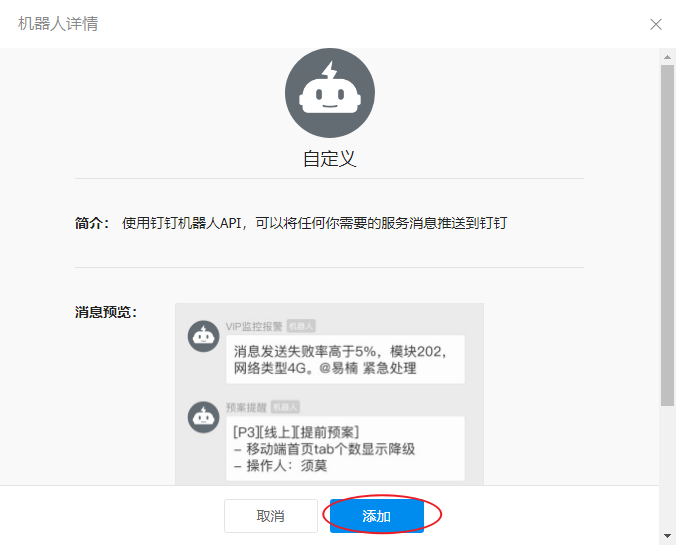 机器人详情
自定义
简介： 使用钉钉机器人API，可以将任何你需要的服务消息推送到钉钉
消息预览：
VIP监控报警 机器人
消息发送失败率高于5%，模块202，
网络类型4G。@易楠 紧急处理
预案提醒 机器人
[P3][线上][提前预案]
- 移动端首页tab个数显示降级
- 操作人：须莫
取消 添加